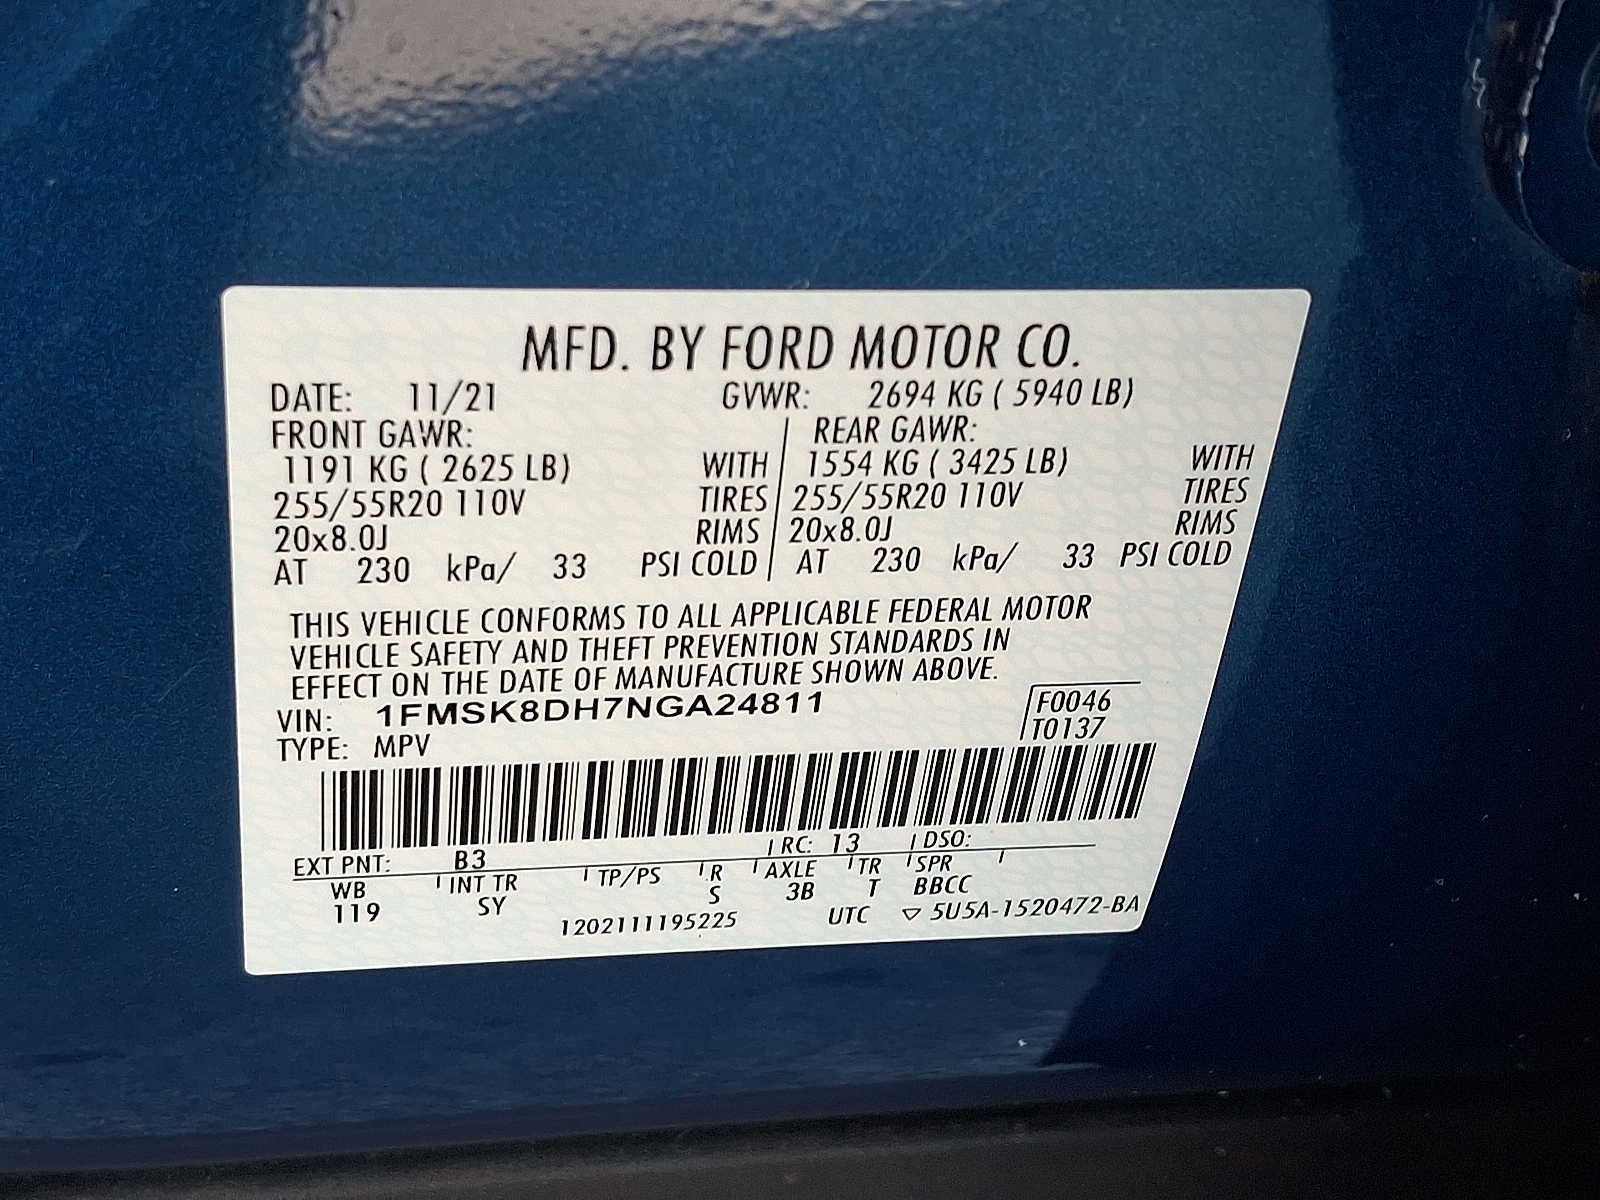 MFD. BY FORD MOTOR CO.
DATE: 11/21 GVWR: 2694 KG ( 5940 LB)
FRONT GAWR: REAR GAWR:
1191 KG ( 2625 LB) WITH 1554 KG ( 3425 LB) WITH
255/55R20 110V TIRES 255/55R20 110V TIRES
20x8.0J RIMS 20x8.0J RIMS
AT 230 kPa/ 33 PSI COLD AT 230 kPa/ 33 PSI COLD
THIS VEHICLE CONFORMS TO ALL APPLICABLE FEDERAL MOTOR
VEHICLE SAFETY AND THEFT PREVENTION STANDARDS IN
EFFECT ON THE DATE OF MANUFACTURE SHOWN ABOVE.
VIN: 1FMSK8DH7NGA24811 F0046
TYPE: MPV T0137
EXT PNT: B3 RC: 13 DSO:
WB INT TR TP/PS R AXLE TR SPR
119 SY S 3B T BBCC
1202111195225 UTC ▽ 5U5A-1520472-BA